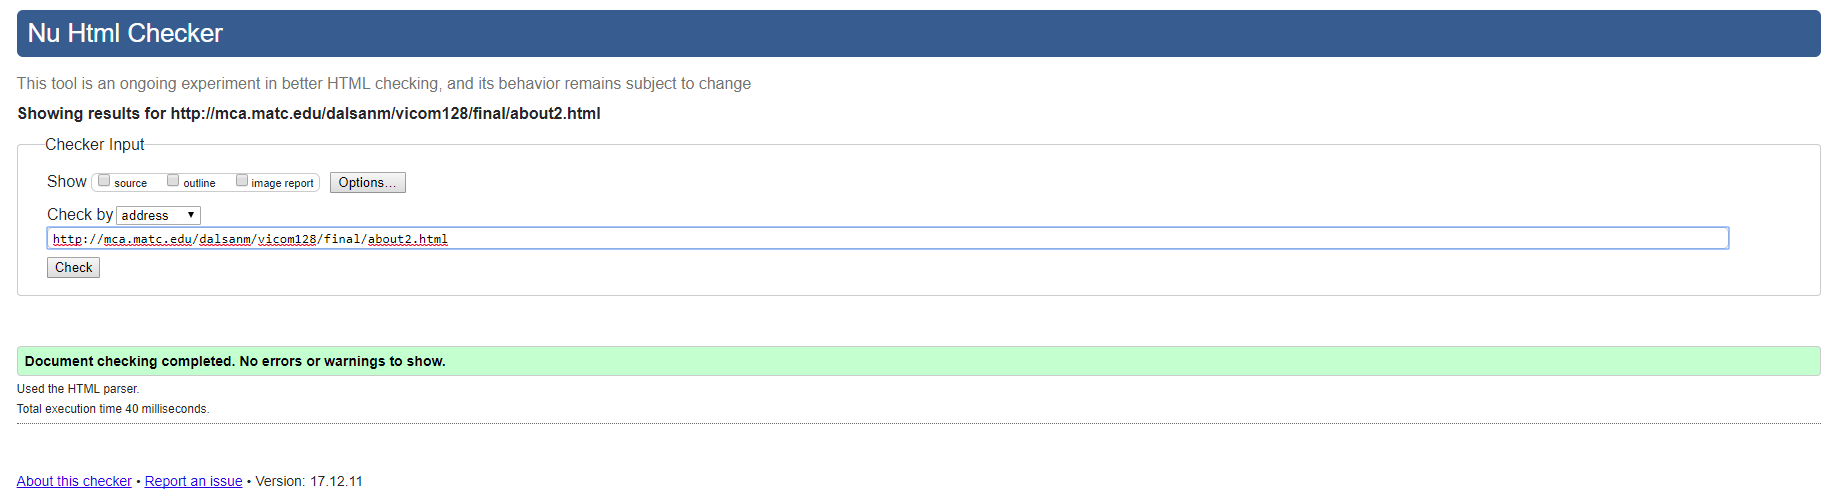 Nu Html Checker
This tool is an ongoing experiment in better HTML checking, and its behavior remains subject to change
Showing results for http://mca.matc.edu/dalsanm/vicom128/final/about2.html
Checker Input
Show source outline image report Options...
Check by address
http://mca.matc.edu/dalsanm/vicom128/final/about2.html
Check
Document checking completed. No errors or warnings to show.
Used the HTML parser.
Total execution time 40 milliseconds.
About this checker • Report an issue • Version: 17.12.11